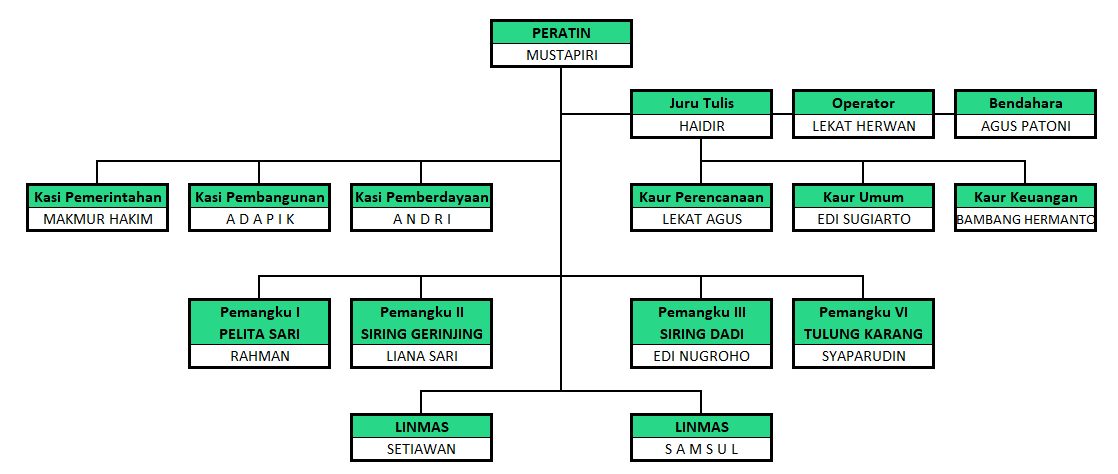 PERATIN
MUSTAPIRI
Juru Tulis
HAIDIR
Operator
LEKAT HERWAN
Bendahara
AGUS PATONI
Kasi Pemerintahan
MAKMUR HAKIM
Kasi Pembangunan
A D A P I K
Kasi Pemberdayaan
A N D R I
Kaur Perencanaan
LEKAT AGUS
Kaur Umum
EDI SUGIARTO
Kaur Keuangan
BAMBANG HERMANTO
Pemangku I
PELITA SARI
RAHMAN
Pemangku II
SIRING GERINJING
LIANA SARI
Pemangku III
SIRING DADI
EDI NUGROHO
Pemangku VI
TULUNG KARANG
SYAPARUDIN
LINMAS
SETIAWAN
LINMAS
S A M S U L